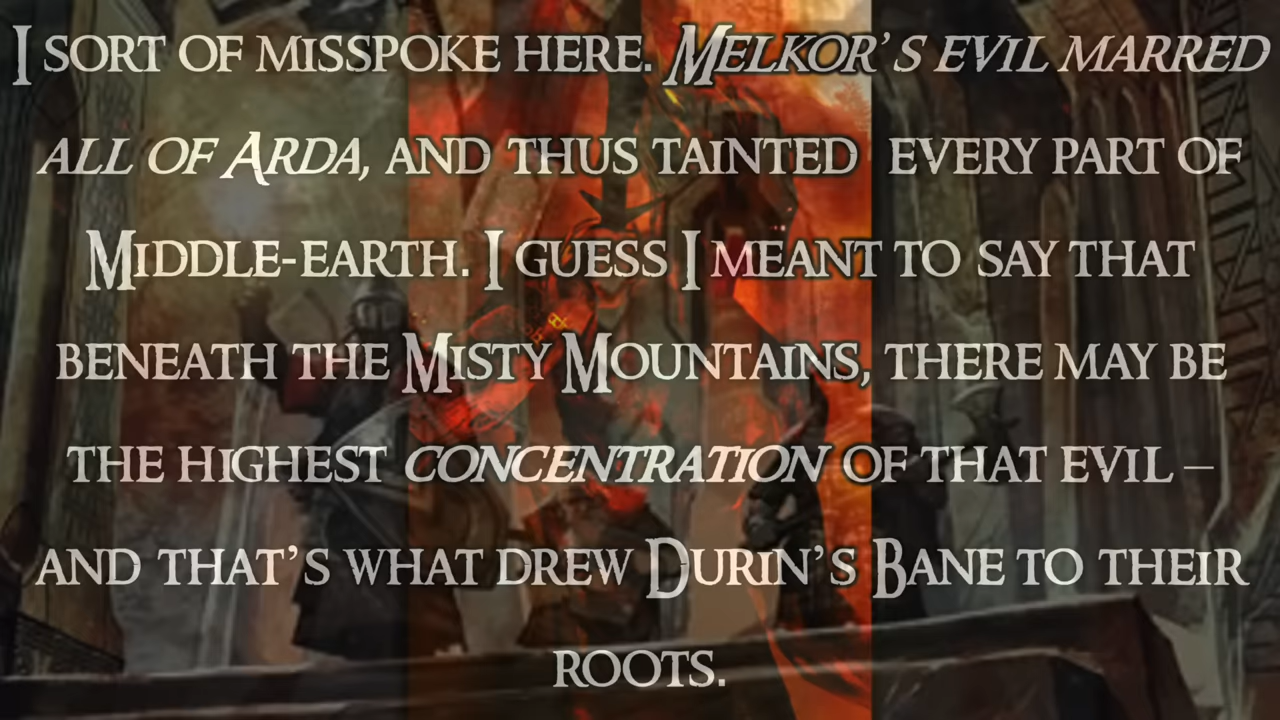 I SORT OF MISSPOKE HERE. MELKOR'S EVIL MARRED
ALL OF ARDA, AND THUS TAINTED EVERY PART OF
MIDDLE-EARTH. I GUESS I MEANT TO SAY THAT
BENEATH THE MISTY MOUNTAINS, THERE MAY BE
THE HIGHEST CONCENTRATION OF THAT EVIL –
AND THAT'S WHAT DREW DURIN'S BANE TO THEIR
ROOTS.